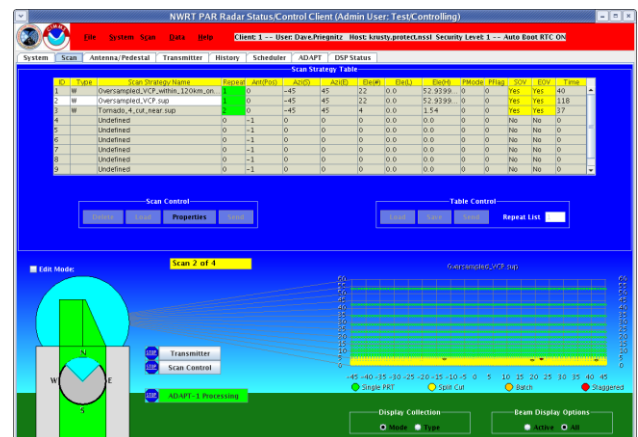 NWRT PAR Radar Status/Control Client (Admin User: Test/Controlling)
File System Scan Data Help Client: 1 -- User: Dave.Priegnitz Host: krusty.protect.nssl Security Level: 1 -- Auto Boot RTC ON
System Scan Antenna/Pedestal Transmitter History Scheduler ADAPT DSP Status
Scan Strategy Table
ID Type Scan Strategy Name Repeat Ant(Pos) Azi(S) Azi(E) Ele(#) Ele(L) Ele(H) PMode PFlag SOV EOV Time
1 W Oversampled_VCP_within_120km_on... 1 0 -45 45 22 0.0 52.9399... 0 0 Yes Yes 40
2 W Oversampled_VCP.sup 1 0 -45 45 22 0.0 52.9399... 0 0 Yes Yes 118
3 W Tornado_4_cut_near.sup 2 0 -45 45 4 0.0 1.54 0 0 Yes Yes 37
4 Undefined 0 -1 0 0 0 0.0 0.0 0 0 No No 0
5 Undefined 0 -1 0 0 0 0.0 0.0 0 0 No No 0
6 Undefined 0 -1 0 0 0 0.0 0.0 0 0 No No 0
7 Undefined 0 -1 0 0 0 0.0 0.0 0 0 No No 0
8 Undefined 0 -1 0 0 0 0.0 0.0 0 0 No No 0
9 Undefined 0 -1 0 0 0 0.0 0.0 0 0 No No 0
Scan Control Table Control
Delete Load Properties Send Load Save Send Repeat List
Edit Mode: Scan 2 of 4 Oversampled_VCP.sup
N
W E
S
STOP Transmitter
STOP Scan Control
STOP ADAPT-1 Processing
-45 -40 -35 -30 -25 -20 -15 -10 -5 0 5 10 15 20 25 30 35 40 45
Single PRT Split Cut Batch Staggered
Display Collection Beam Display Options
Mode Type Active All